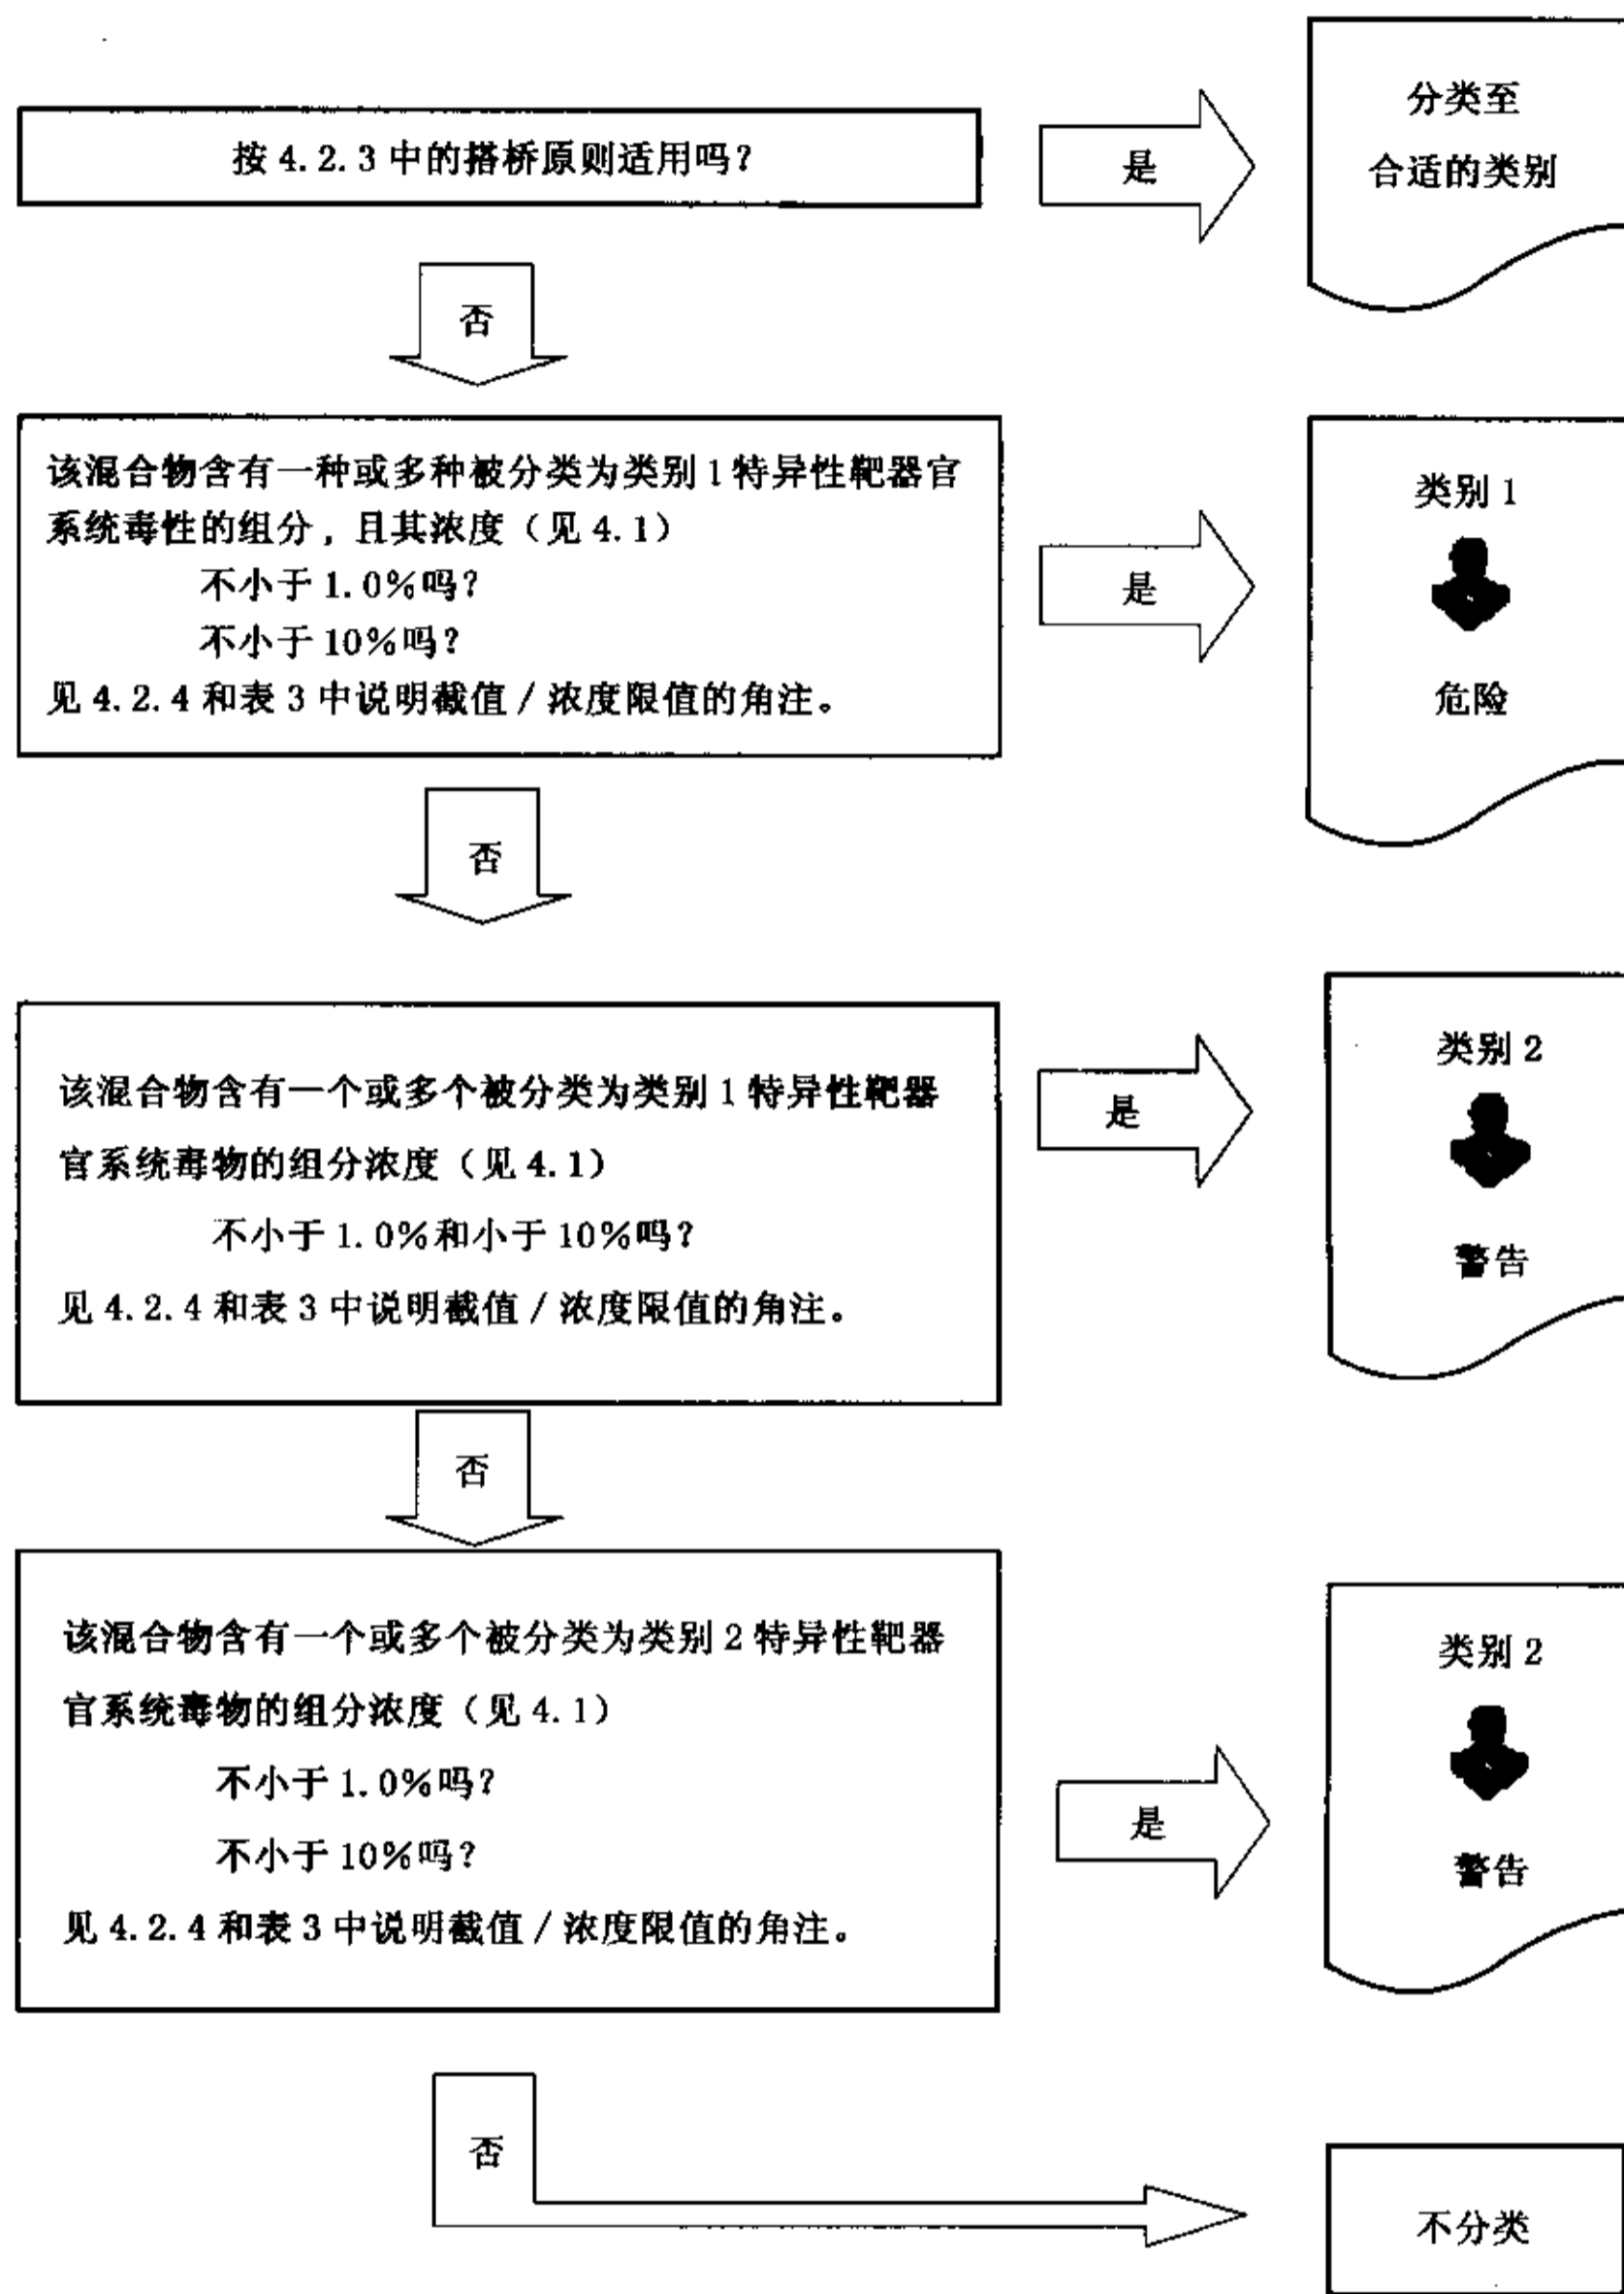 按 4.2.3 中的搭桥原则适用吗?
是
分类至
合适的类别
否
该混合物含有一种或多种被分类为类别 1 特异性靶器官
系统毒性的组分, 且其浓度（见 4.1）
不小于 1.0%吗?
不小于 10%吗?
见 4.2.4 和表 3 中说明截值 / 浓度限值的角注。
是
类别 1
危险
否
该混合物含有一个或多个被分类为类别 1 特异性靶器
官系统毒物的组分浓度（见 4.1）
不小于 1.0%和小于 10%吗?
见 4.2.4 和表 3 中说明截值 / 浓度限值的角注。
是
类别 2
警告
否
该混合物含有一个或多个被分类为类别 2 特异性靶器
官系统毒物的组分浓度（见 4.1）
不小于 1.0%吗?
不小于 10%吗?
见 4.2.4 和表 3 中说明截值 / 浓度限值的角注。
是
类别 2
警告
否
不分类